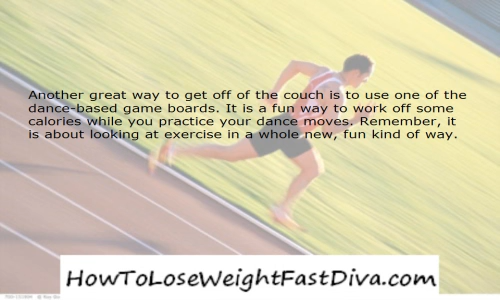 Another great way to get off of the couch is to use one of the
dance-based game boards. It is a fun way to work off some
calories while you practice your dance moves. Remember, it
is about looking at exercise in a whole new, fun kind of way.
HowToLoseWeightFastDiva.com